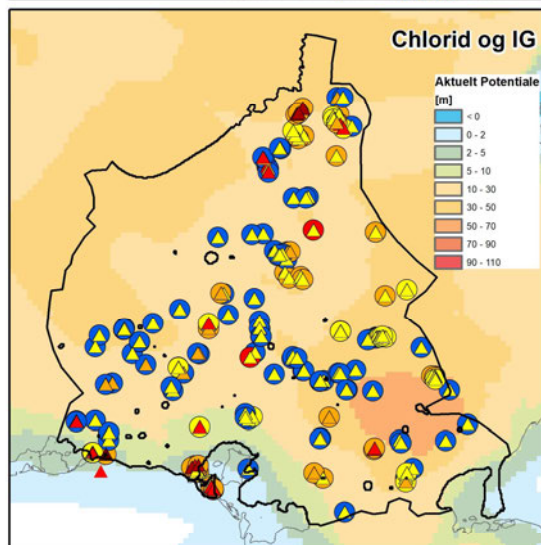 Chlorid og IG
Aktuelt Potentiale
[m]
< 0
0 - 2
2 - 5
5 - 10
10 - 30
30 - 50
50 - 70
70 - 90
90 - 110